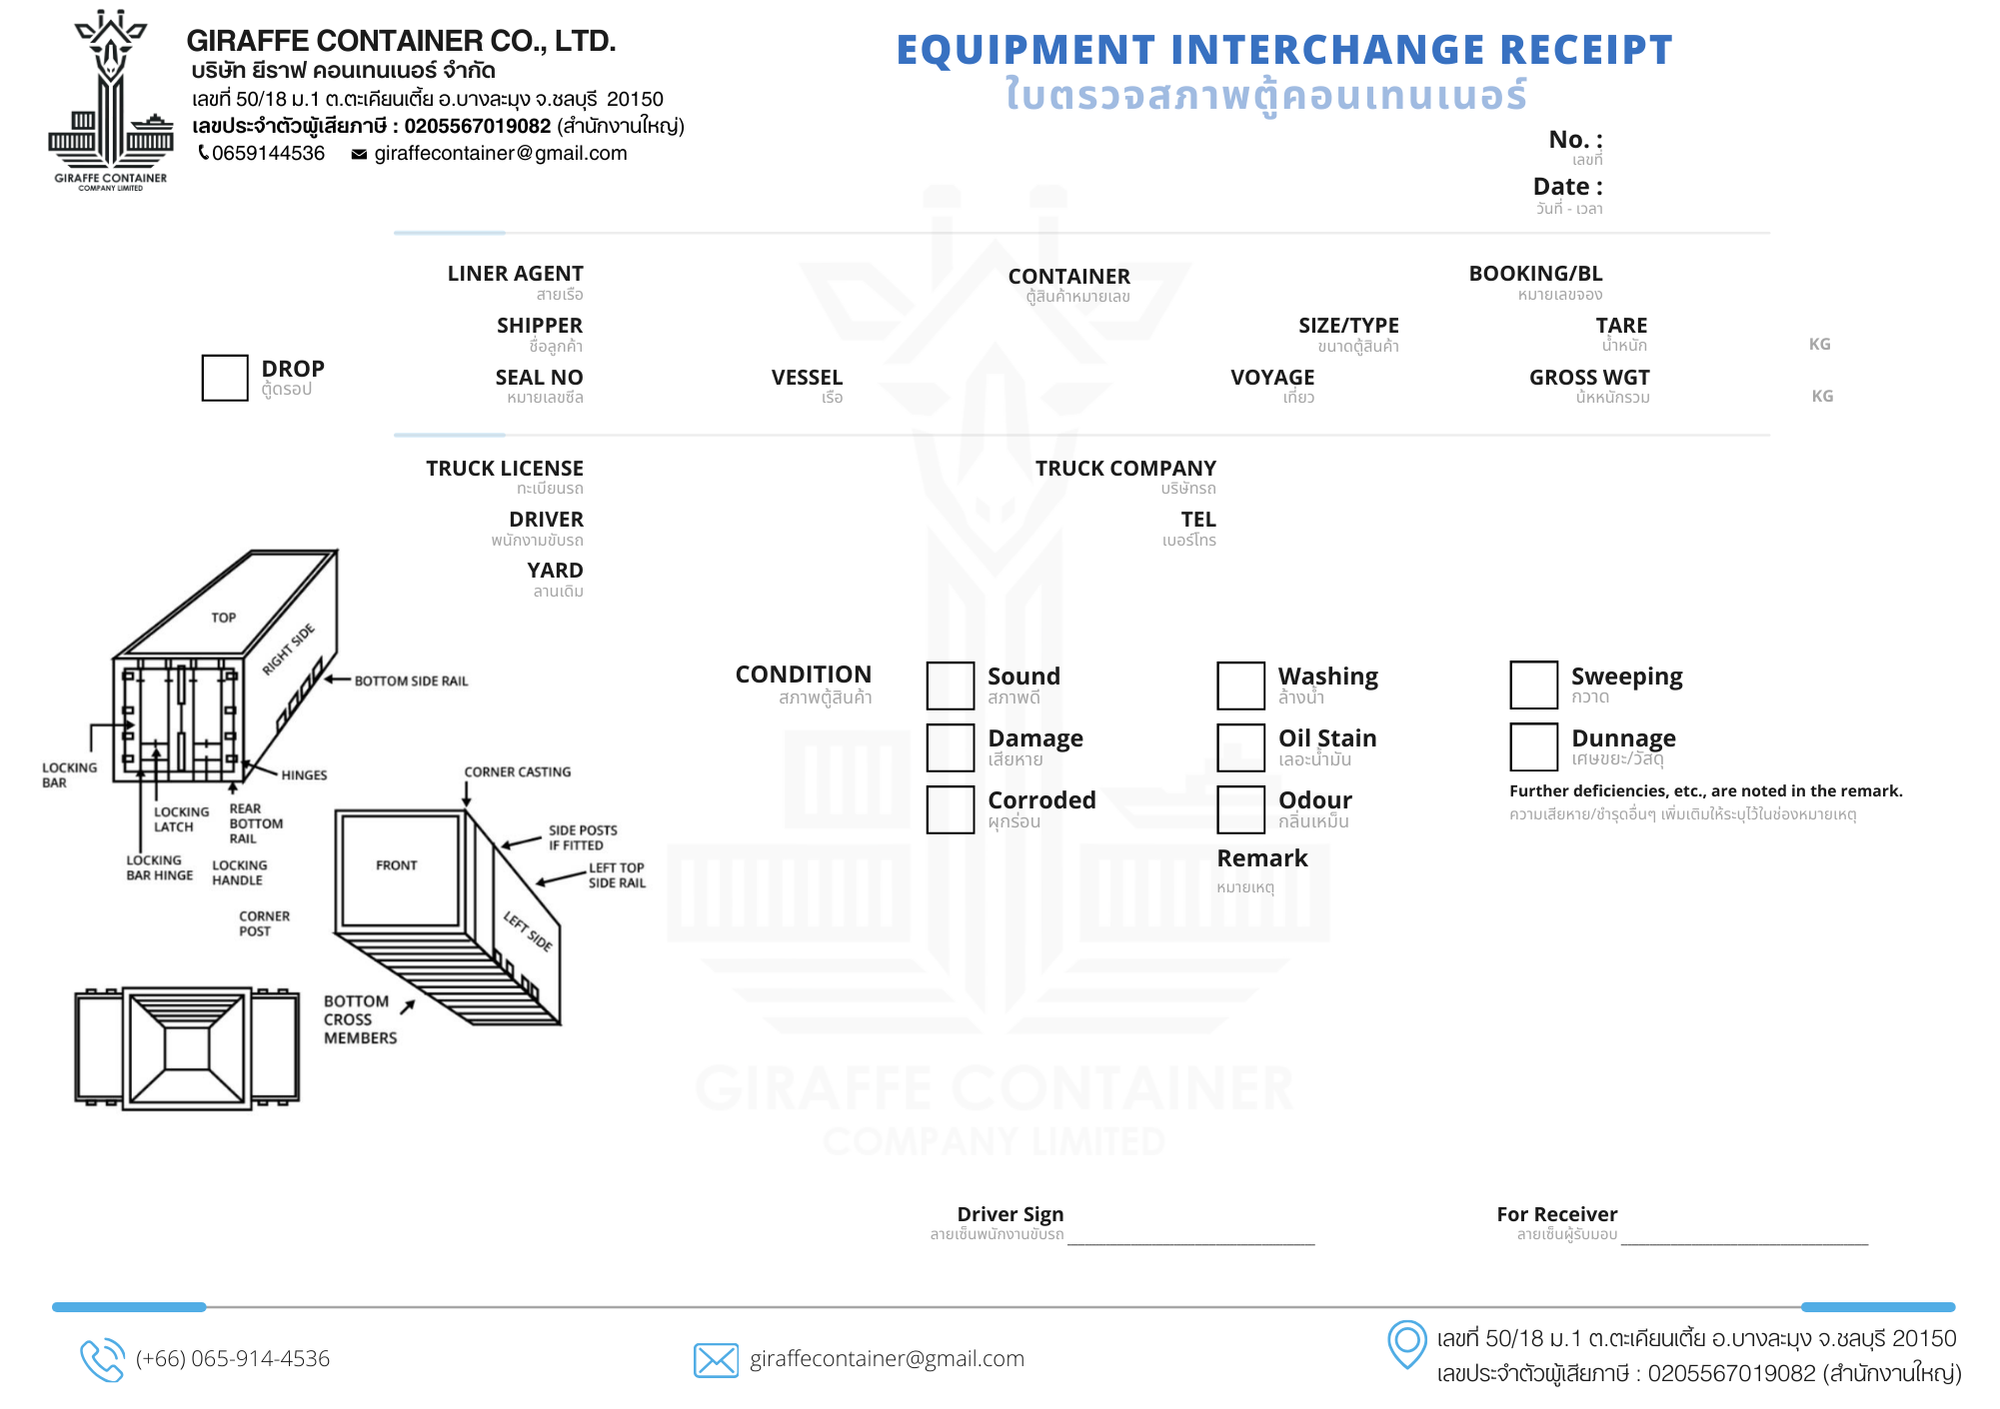 GIRAFFE CONTAINER CO., LTD.
บริษัท ยีราฟ คอนเทนเนอร์ จำกัด
เลขที่ 50/18 ม.1 ต.ตะเคียนเตี้ย อ.บางละมุง จ.ชลบุรี 20150
เลขประจำตัวผู้เสียภาษี : 0205567019082 (สำนักงานใหญ่)
0659144536 giraffecontainer@gmail.com
GIRAFFE CONTAINER
COMPANY LIMITED
EQUIPMENT INTERCHANGE RECEIPT
ใบตรวจสภาพตู้คอนเทนเนอร์
No. :
เลขที่
Date :
วันที่ - เวลา
LINER AGENT CONTAINER BOOKING/BL
สายเรือ ตู้สินค้าหมายเลข หมายเลขจอง
SHIPPER SIZE/TYPE TARE
ชื่อลูกค้า ขนาดตู้สินค้า น้ำหนัก KG
DROP
ตู้ดรอป
SEAL NO VESSEL VOYAGE GROSS WGT
หมายเลขซีล เรือ เที่ยว น้หหนักรวม KG
TRUCK LICENSE TRUCK COMPANY
ทะเบียนรถ บริษัทรถ
DRIVER TEL
พนักงามขับรถ เบอร์โทร
YARD
ลานเดิม
TOP
RIGHT SIDE
BOTTOM SIDE RAIL
LOCKING
BAR
HINGES
LOCKING
LATCH
REAR
BOTTOM
RAIL
LOCKING
BAR HINGE
LOCKING
HANDLE
CORNER
POST
CORNER CASTING
SIDE POSTS
IF FITTED
LEFT TOP
SIDE RAIL
FRONT
LEFT SIDE
BOTTOM
CROSS
MEMBERS
CONDITION Sound Washing Sweeping
สภาพตู้สินค้า สภาพดี ล้างน้ำ กวาด
Damage Oil Stain Dunnage
เสียหาย เลอะน้ำมัน เศษขยะ/วัสดุ
Corroded Odour
ผุกร่อน กลิ่นเหม็น
Further deficiencies, etc., are noted in the remark.
ความเสียหาย/ชำรุดอื่นๆ เพิ่มเติมให้ระบุไว้ในช่องหมายเหตุ
Remark
หมายเหตุ
GIRAFFE CONTAINER
COMPANY LIMITED
Driver Sign For Receiver
ลายเซ็นพนักงานขับรถ ลายเซ็นผู้รับมอบ
(+66) 065-914-4536
giraffecontainer@gmail.com
เลขที่ 50/18 ม.1 ต.ตะเคียนเตี้ย อ.บางละมุง จ.ชลบุรี 20150
เลขประจำตัวผู้เสียภาษี : 0205567019082 (สำนักงานใหญ่)